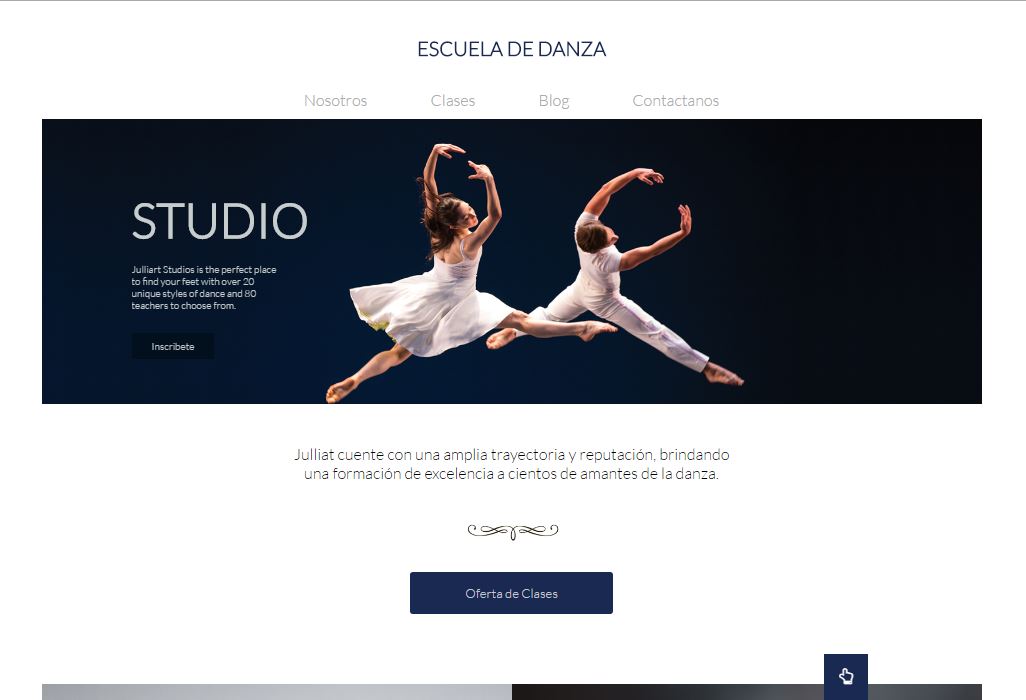 ESCUELA DE DANZA
Nosotros Clases Blog Contactanos
STUDIO
Julliart Studios is the perfect place
to find your feet with over 20
unique styles of dance and 80
teachers to choose from.
Inscribete
Julliat cuente con una amplia trayectoria y reputación, brindando
una formación de excelencia a cientos de amantes de la danza.
Oferta de Clases